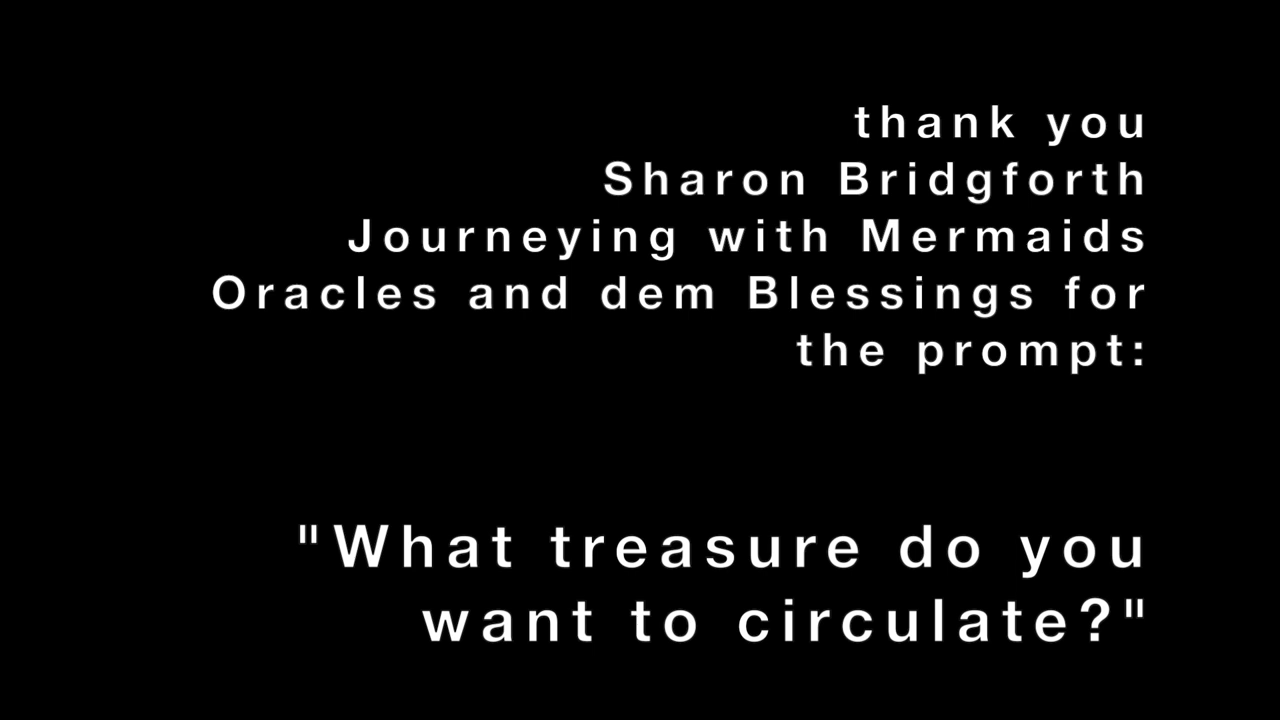 thank you
Sharon Bridgforth
Journeying with Mermaids
Oracles and dem Blessings for
the prompt:
"What treasure do you
want to circulate?"